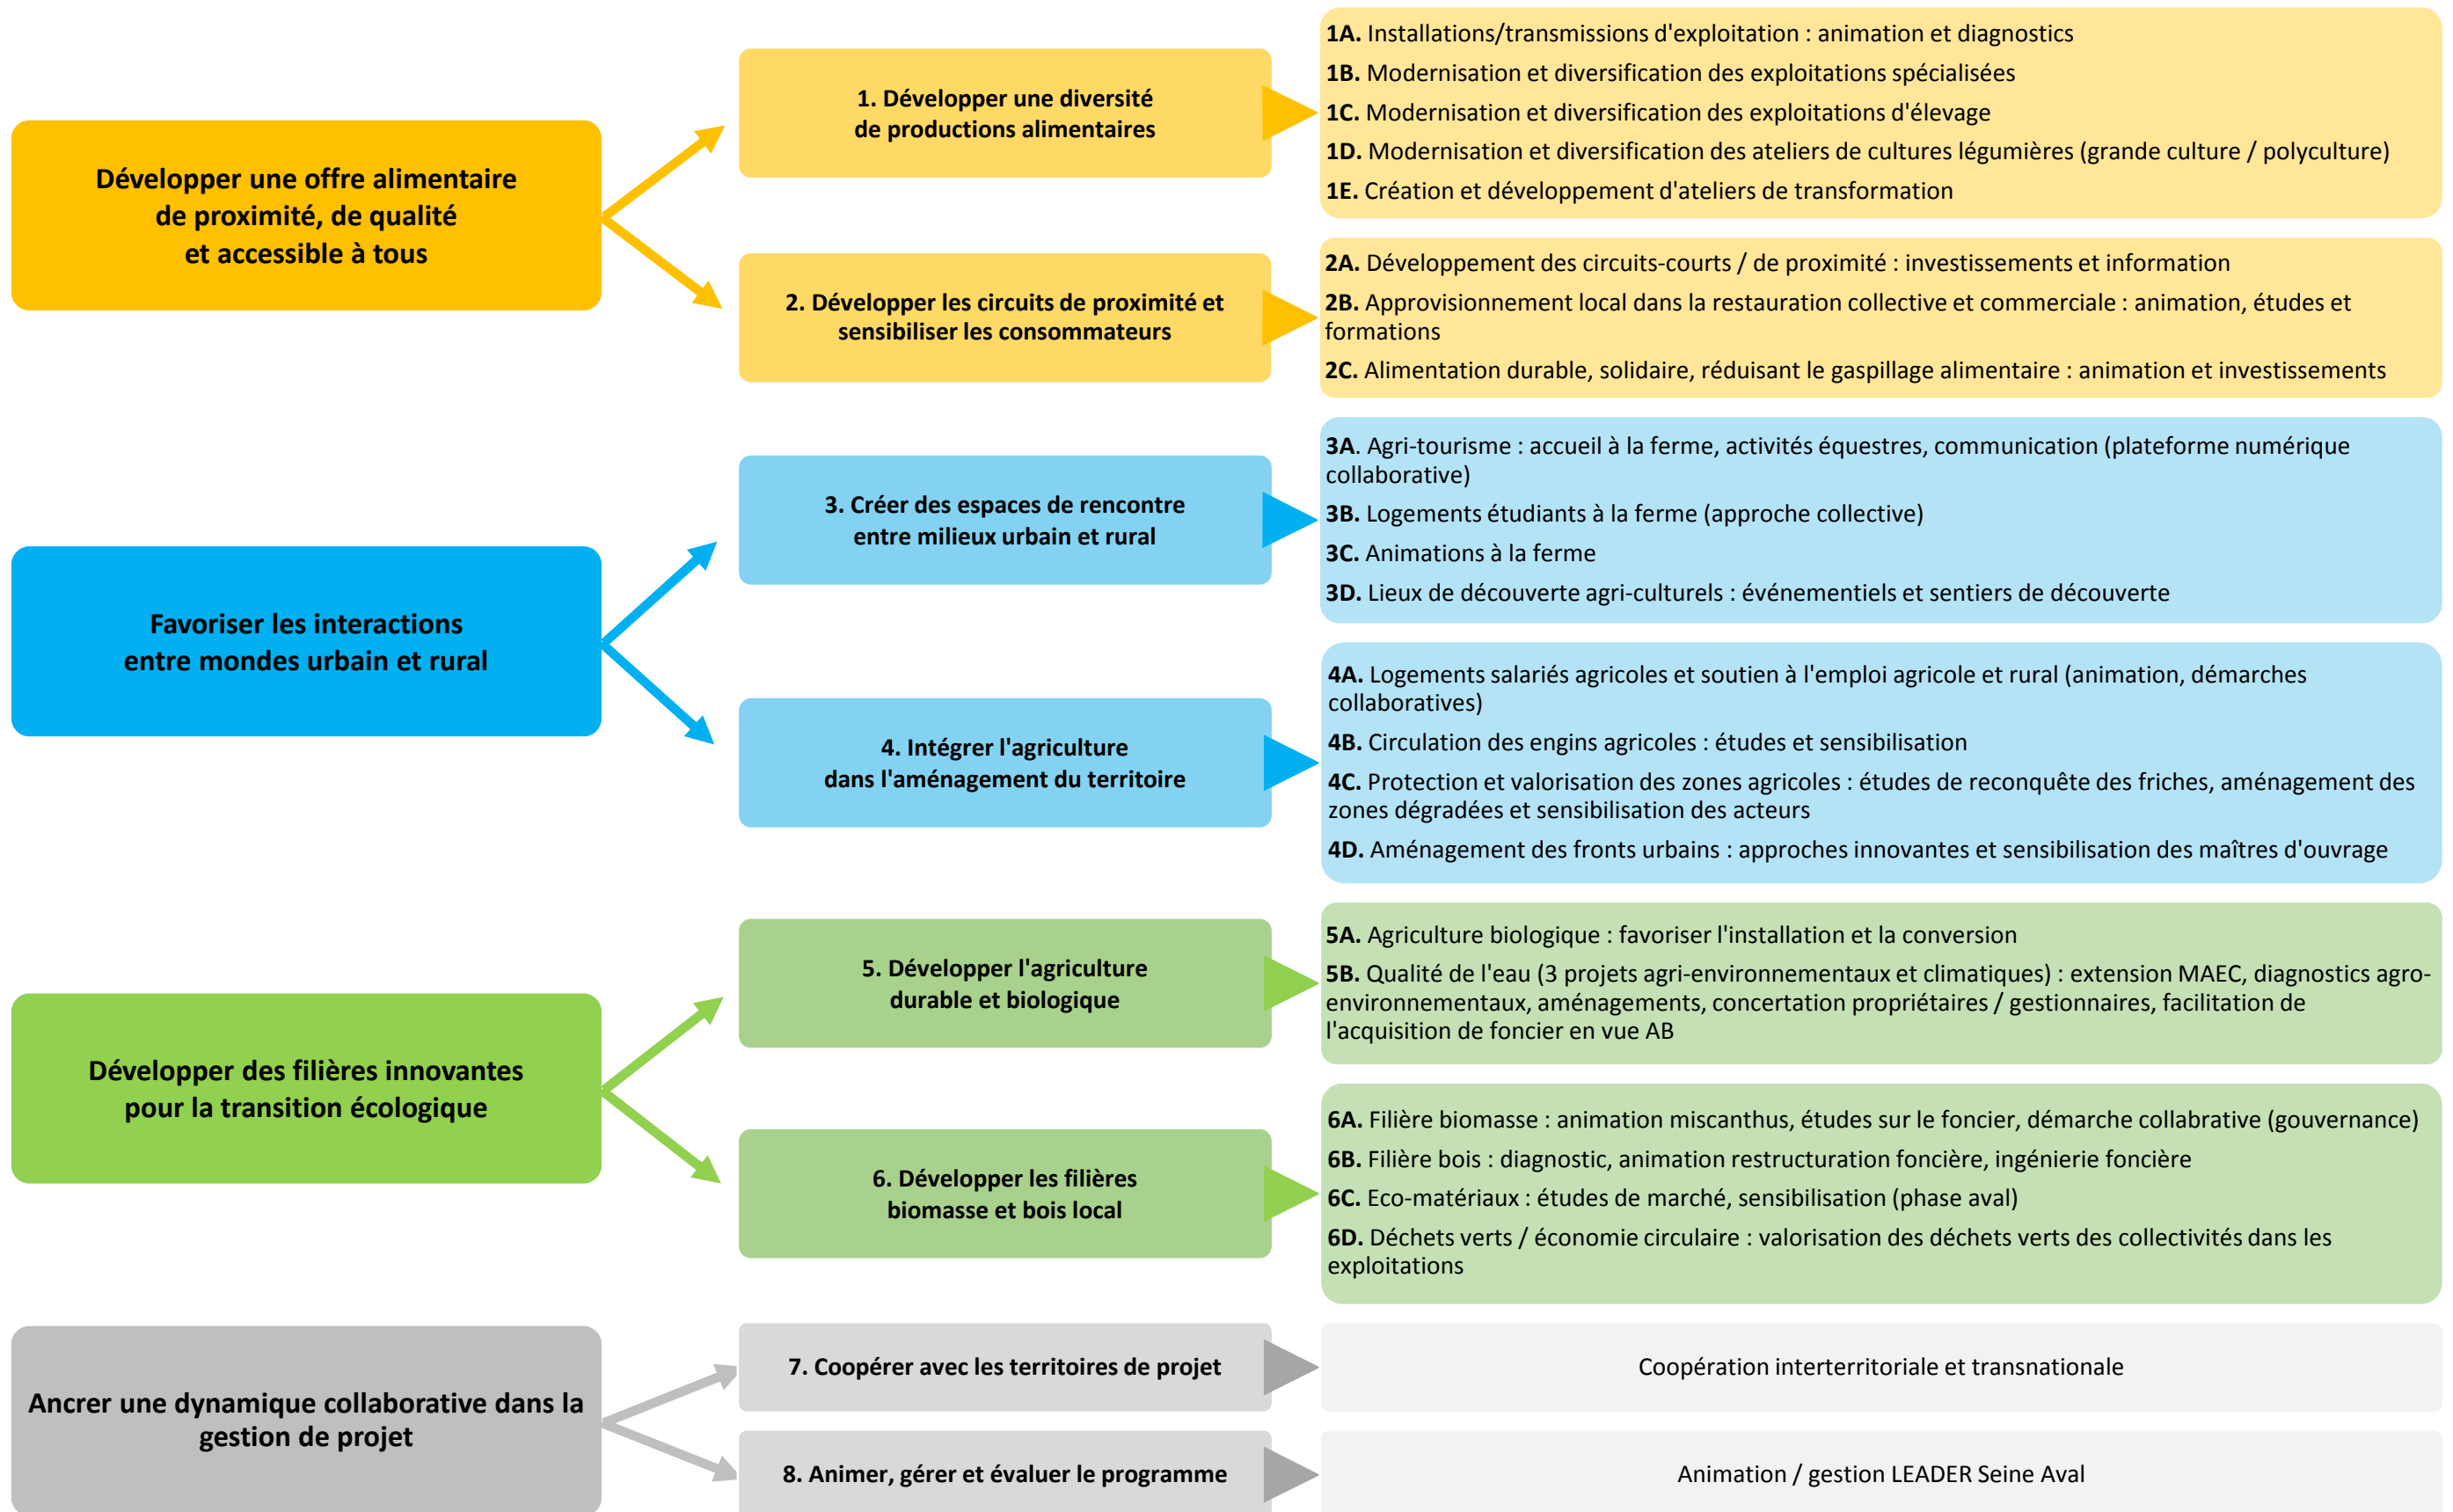 Développer une offre alimentaire
de proximité, de qualité
et accessible à tous
1. Développer une diversité
de productions alimentaires
1A. Installations/transmissions d'exploitation : animation et diagnostics
1B. Modernisation et diversification des exploitations spécialisées
1C. Modernisation et diversification des exploitations d'élevage
1D. Modernisation et diversification des ateliers de cultures légumières (grande culture / polyculture)
1E. Création et développement d'ateliers de transformation
2. Développer les circuits de proximité et
sensibiliser les consommateurs
2A. Développement des circuits-courts / de proximité : investissements et information
2B. Approvisionnement local dans la restauration collective et commerciale : animation, études et
formations
2C. Alimentation durable, solidaire, réduisant le gaspillage alimentaire : animation et investissements
Favoriser les interactions
entre mondes urbain et rural
3. Créer des espaces de rencontre
entre milieux urbain et rural
3A. Agri-tourisme : accueil à la ferme, activités équestres, communication (plateforme numérique
collaborative)
3B. Logements étudiants à la ferme (approche collective)
3C. Animations à la ferme
3D. Lieux de découverte agri-culturels : événementiels et sentiers de découverte
4. Intégrer l'agriculture
dans l'aménagement du territoire
4A. Logements salariés agricoles et soutien à l'emploi agricole et rural (animation, démarches
collaboratives)
4B. Circulation des engins agricoles : études et sensibilisation
4C. Protection et valorisation des zones agricoles : études de reconquête des friches, aménagement des
zones dégradées et sensibilisation des acteurs
4D. Aménagement des fronts urbains : approches innovantes et sensibilisation des maîtres d'ouvrage
Développer des filières innovantes
pour la transition écologique
5. Développer l'agriculture
durable et biologique
5A. Agriculture biologique : favoriser l'installation et la conversion
5B. Qualité de l'eau (3 projets agri-environnementaux et climatiques) : extension MAEC, diagnostics agro-
environnementaux, aménagements, concertation propriétaires / gestionnaires, facilitation de
l'acquisition de foncier en vue AB
6. Développer les filières
biomasse et bois local
6A. Filière biomasse : animation miscanthus, études sur le foncier, démarche collabrative (gouvernance)
6B. Filière bois : diagnostic, animation restructuration foncière, ingénierie foncière
6C. Eco-matériaux : études de marché, sensibilisation (phase aval)
6D. Déchets verts / économie circulaire : valorisation des déchets verts des collectivités dans les
exploitations
Ancrer une dynamique collaborative dans la
gestion de projet
7. Coopérer avec les territoires de projet
Coopération interterritoriale et transnationale
8. Animer, gérer et évaluer le programme
Animation / gestion LEADER Seine Aval